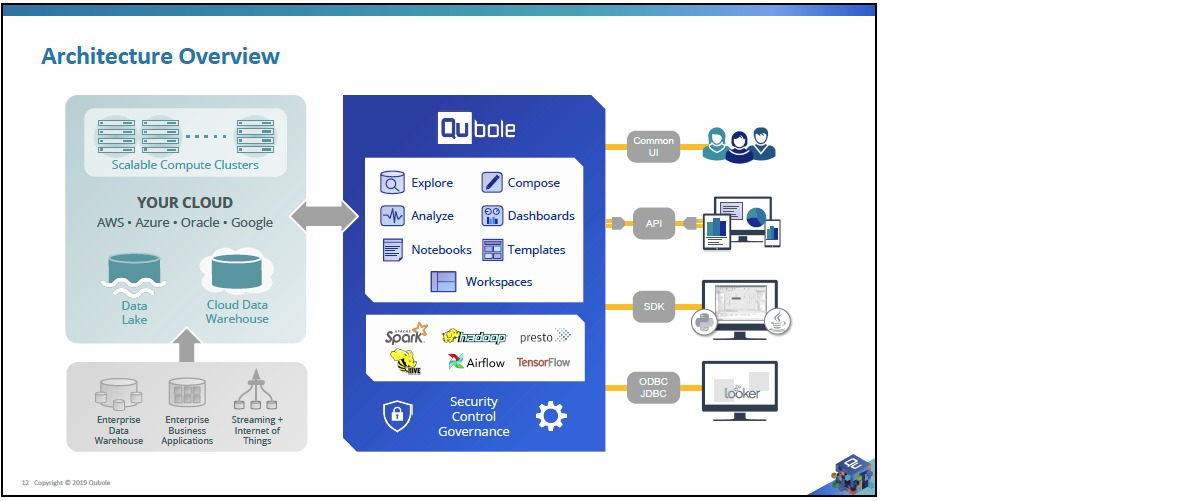 Architecture Overview
Scalable Compute Clusters
YOUR CLOUD
AWS • Azure • Oracle • Google
Data
Lake
Cloud Data
Warehouse
Enterprise
Data
Warehouse
Enterprise
Business
Applications
Streaming +
Internet of
Things
Qubole
Explore
Compose
Analyze
Dashboards
Notebooks
Templates
Workspaces
APACHE
Spark
hadoop
presto
HIVE
Airflow
TensorFlow
Security
Control
Governance
Common
UI
API
SDK
ODBC
JDBC
looker
12 Copyright © 2019 Qubole
Qu